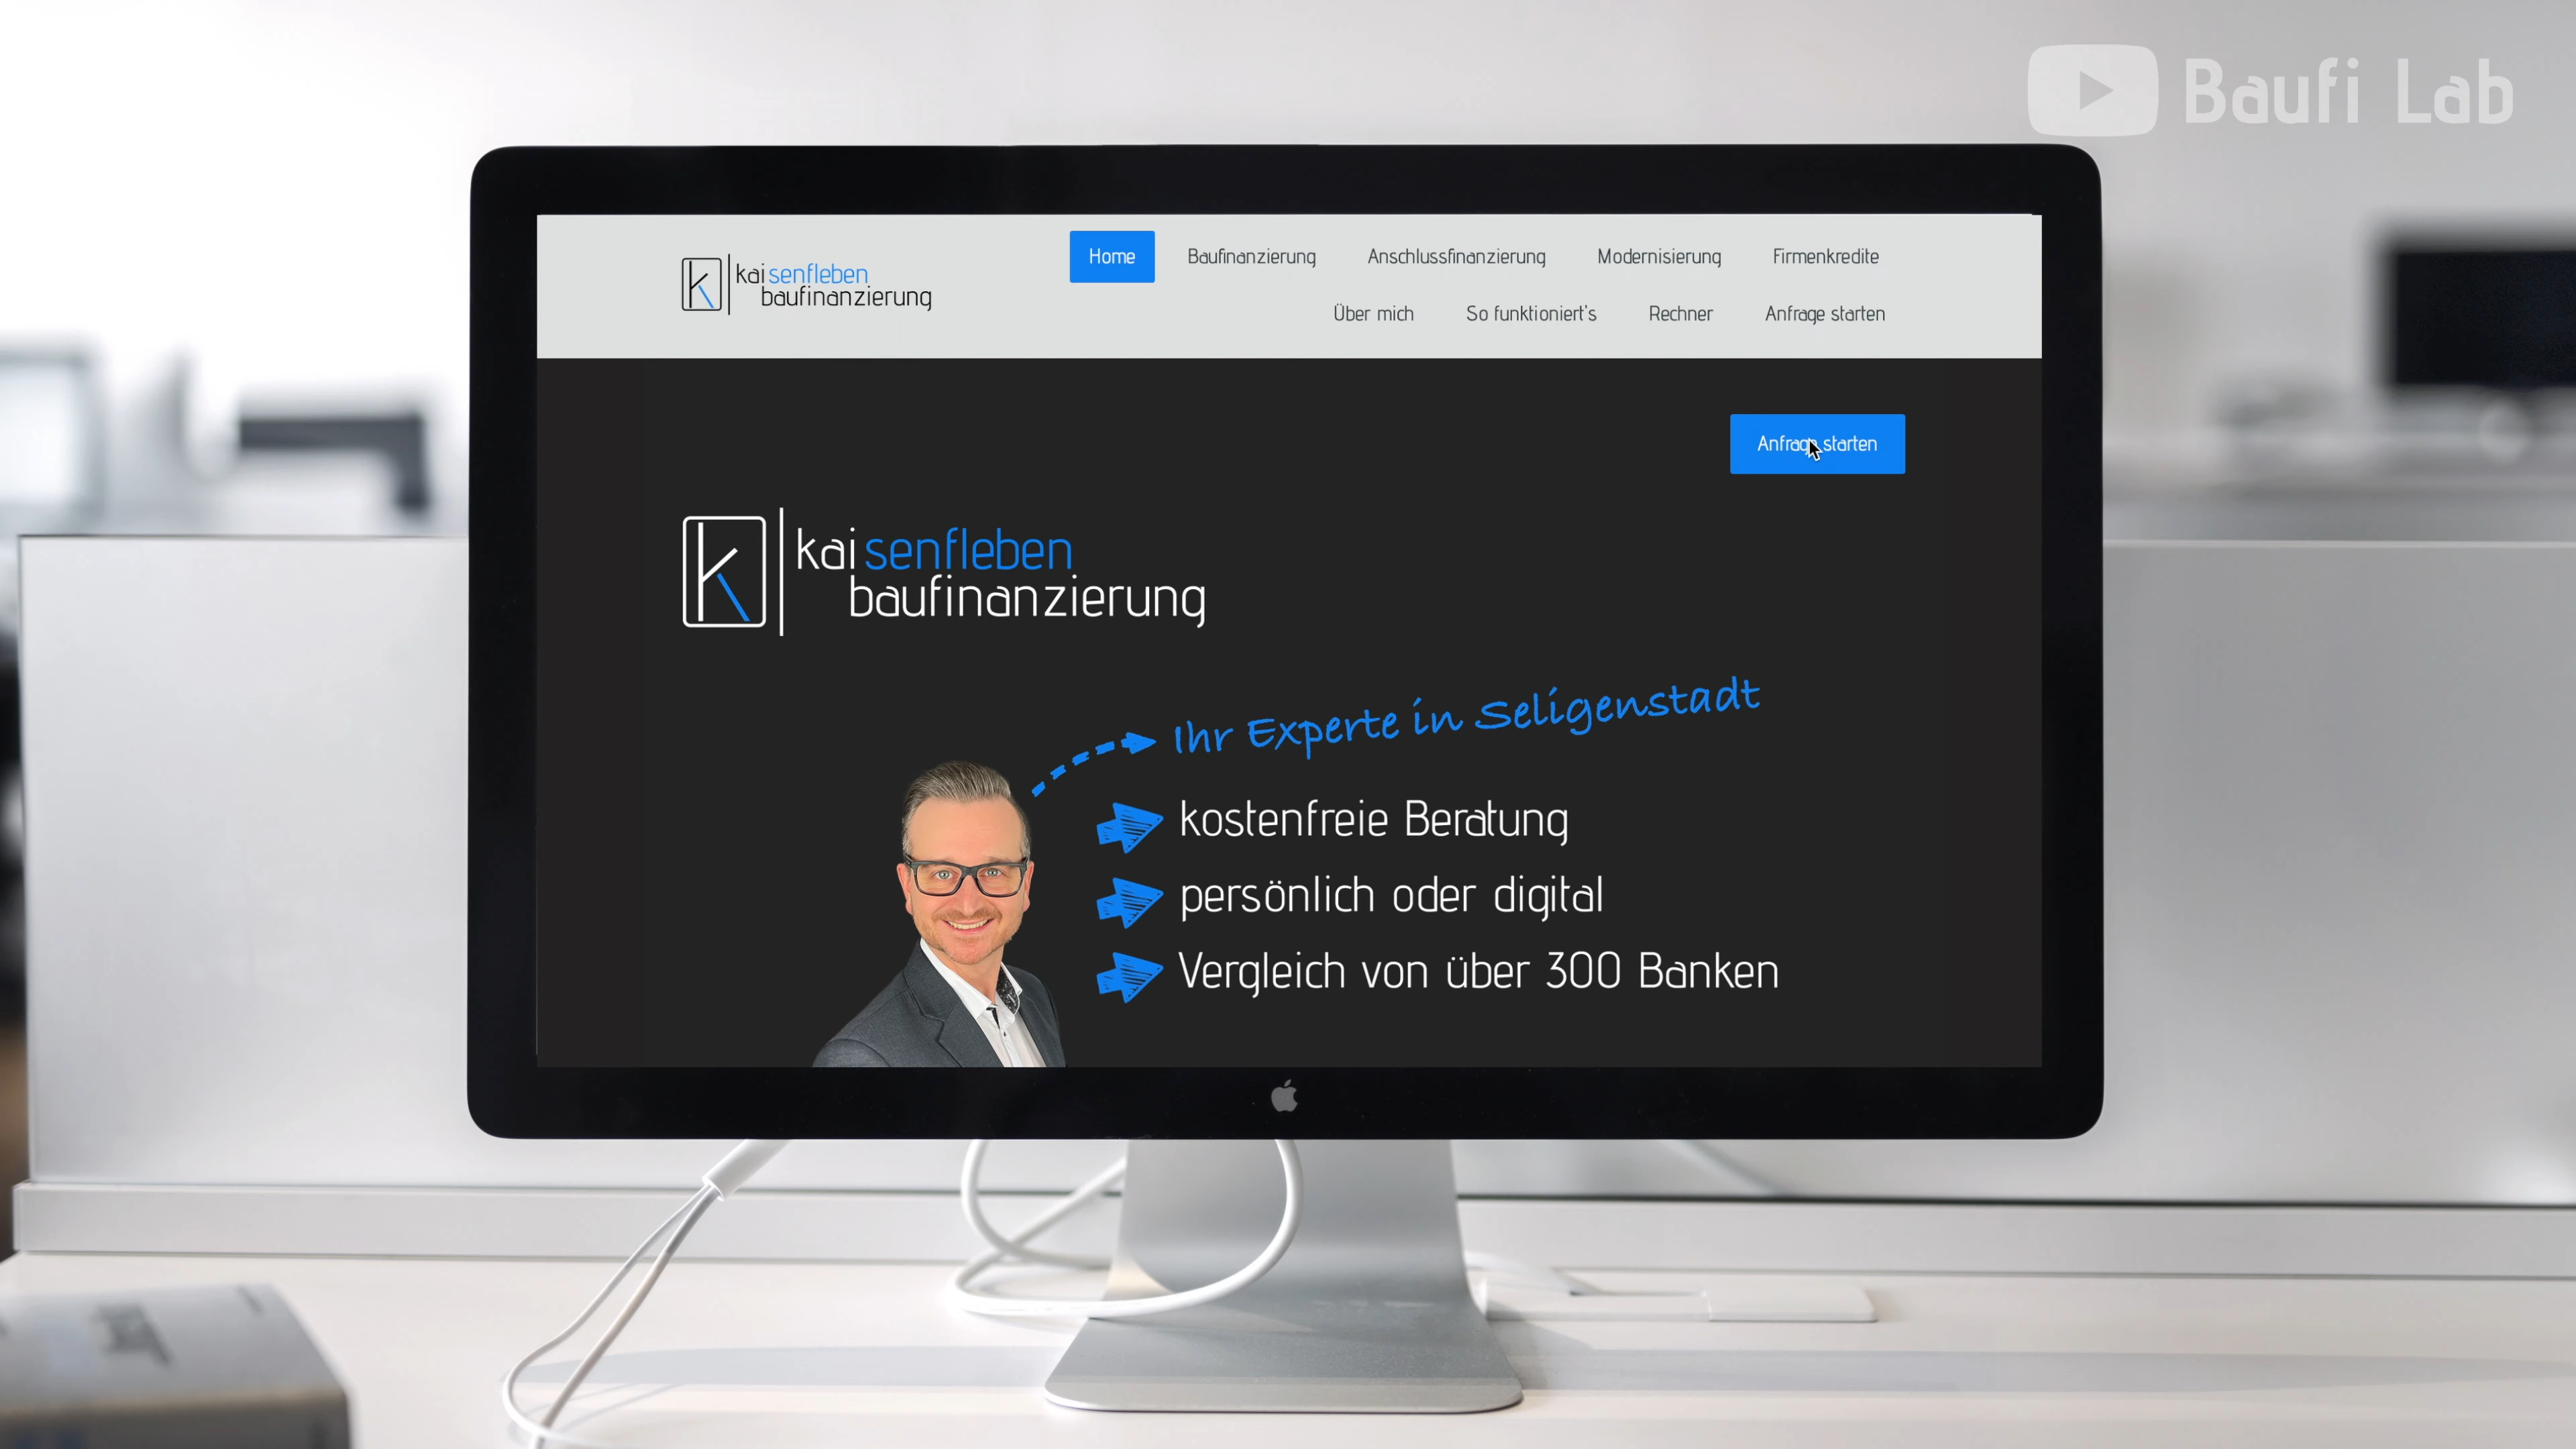 Baufi Lab
kai senfleben
baufinanzierung
Home
Baufinanzierung
Anschlussfinanzierung
Modernisierung
Firmenkredite
Über mich
So funktioniert's
Rechner
Anfrage starten
Anfrage starten
kai senfleben
baufinanzierung
Ihr Experte in Seligenstadt
kostenfreie Beratung
persönlich oder digital
Vergleich von über 300 Banken